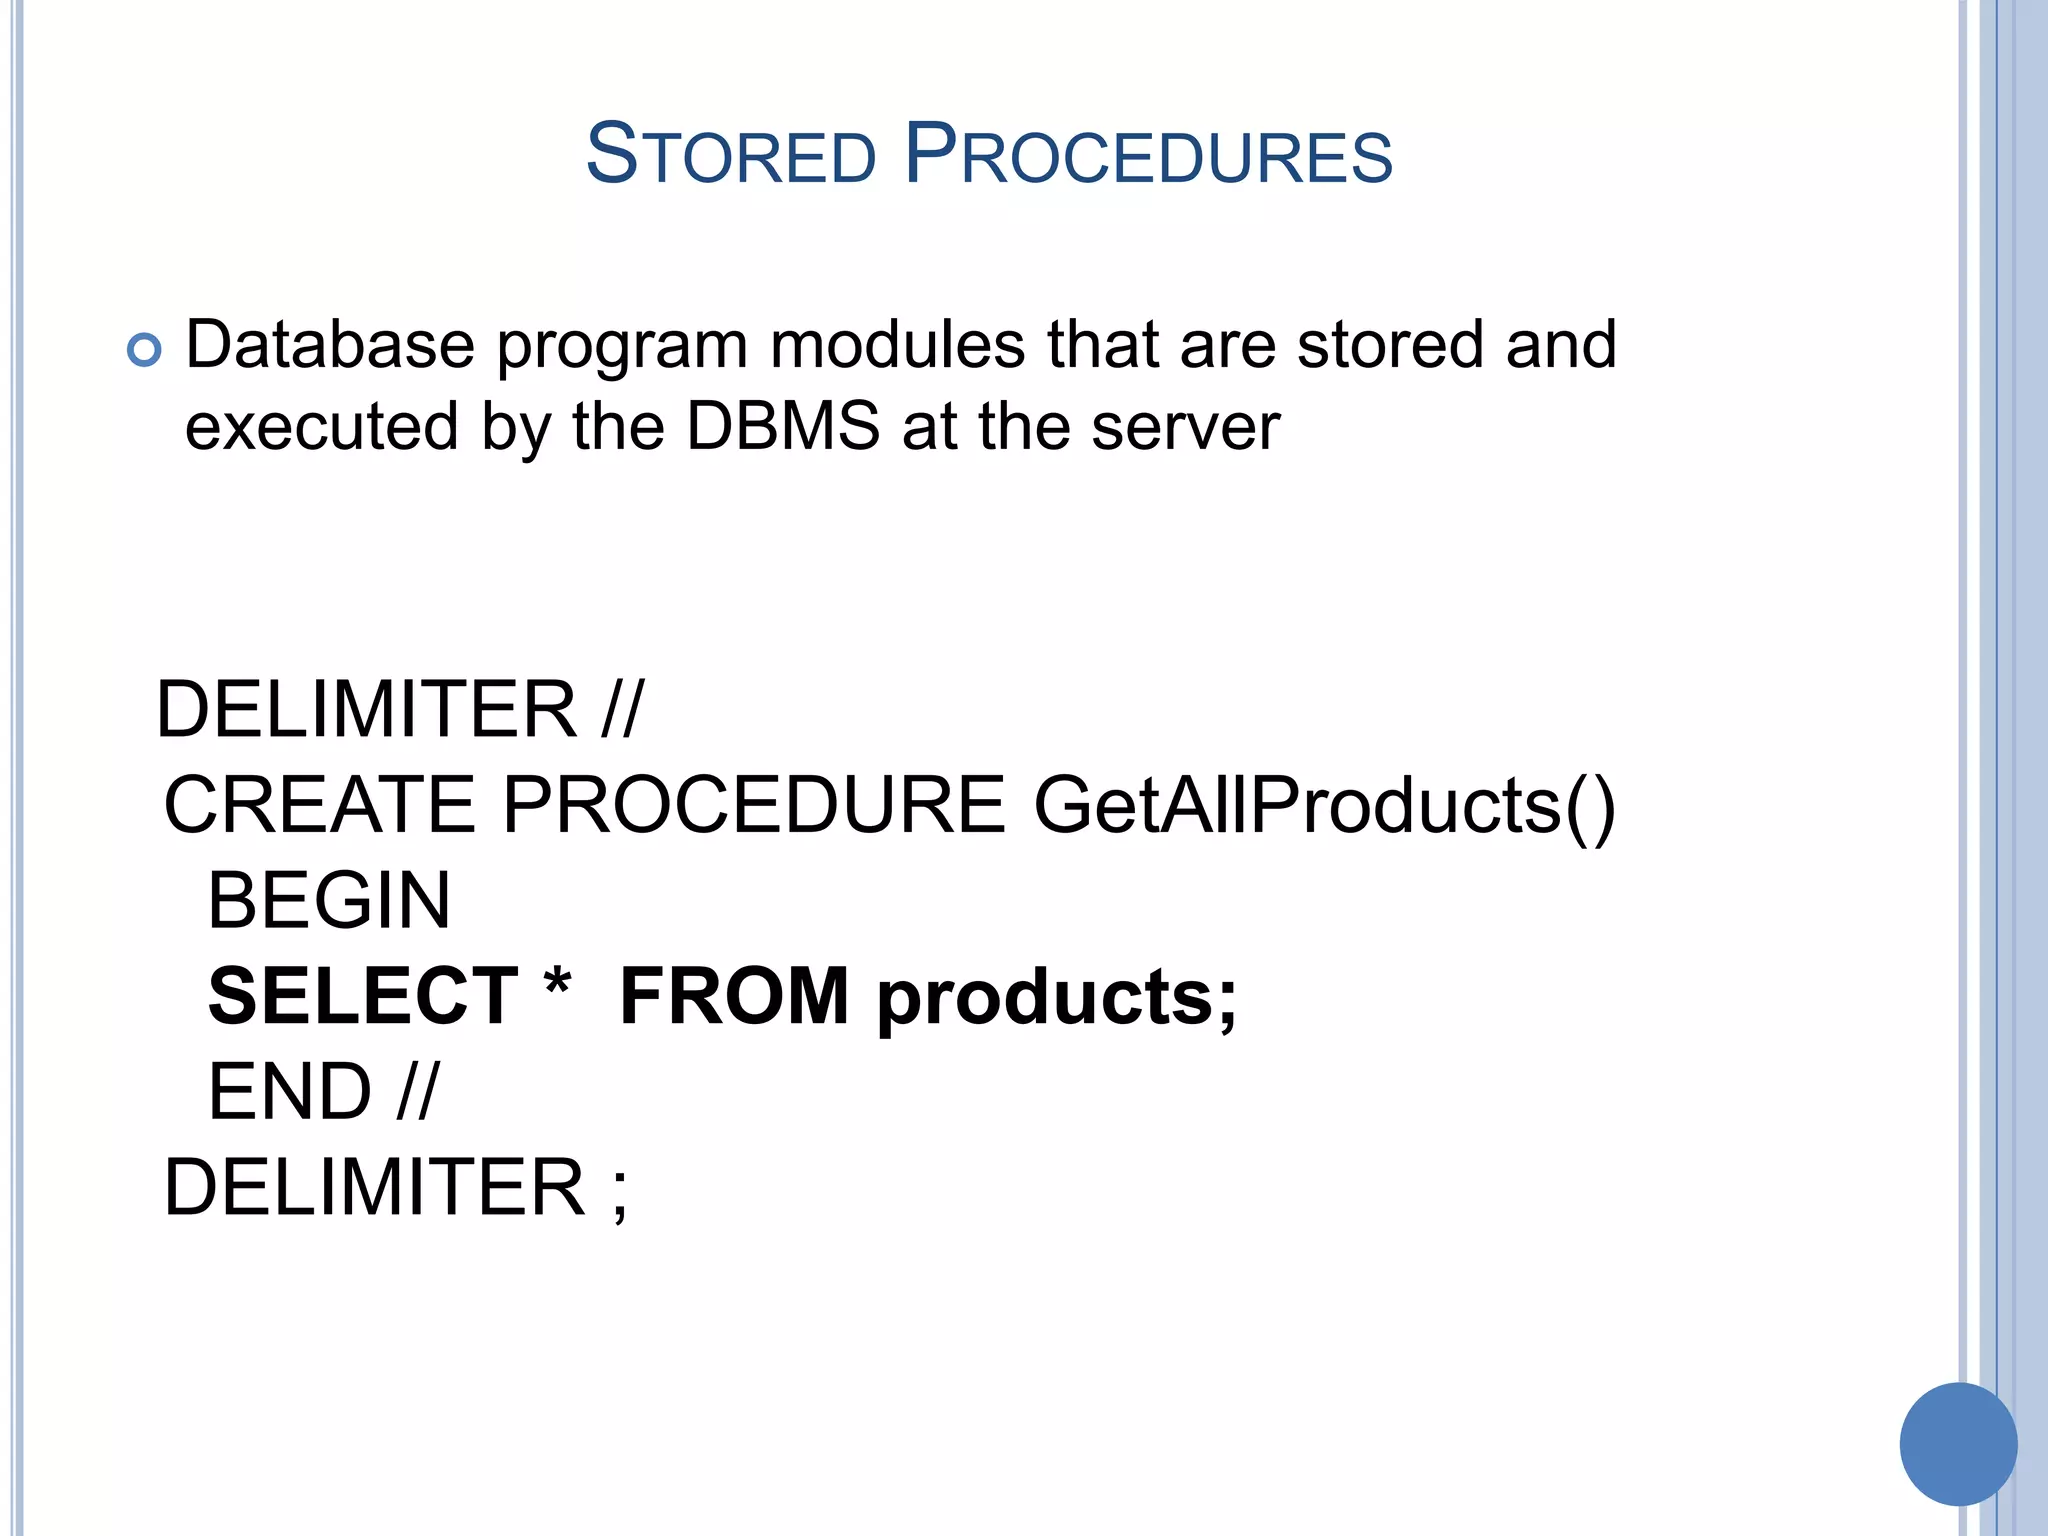 STORED PROCEDURES
Database program modules that are stored and
executed by the DBMS at the server
DELIMITER //
CREATE PROCEDURE GetAllProducts()
BEGIN
SELECT *  FROM products;
END //
DELIMITER ;